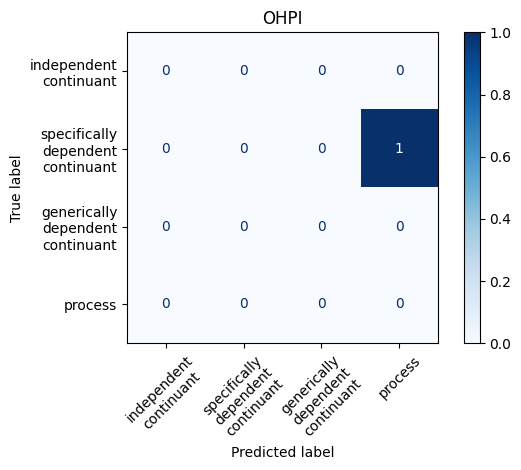 OHPI
True label
independent
continuant
specifically
dependent
continuant
generically
dependent
continuant
process
0 0 0 0
0 0 0 1
0 0 0 0
0 0 0 0
independent
continuant
specifically
dependent
continuant
generically
dependent
continuant
process
Predicted label
1.0
0.8
0.6
0.4
0.2
0.0